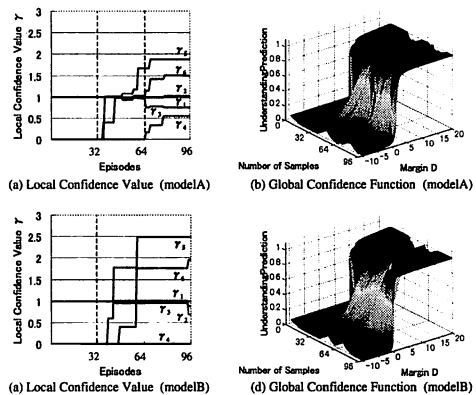 Local Confidence Value γ
3
2.5
2
1.5
1
0.5
0
γ5
γ6
γ2
γ1
γ3
γ4
32 64 96
Episodes
(a) Local Confidence Value (modelA)
UnderstandingPrediction
1
0.8
0.6
0.4
0.2
0
32
64
96
Number of Samples
-10 -5 0 5 10 15 20
Margin D
(b) Global Confidence Function (modelA)
Local Confidence Value γ
3
2.5
2
1.5
1
0.5
0
γ5
γ6
γ1
γ3
γ2
γ4
32 64 96
Episodes
(a) Local Confidence Value (modelB)
UnderstandingPrediction
1
0.8
0.6
0.4
0.2
0
32
64
96
Number of Samples
-10 -5 0 5 10 15 20
Margin D
(d) Global Confidence Function (modelB)